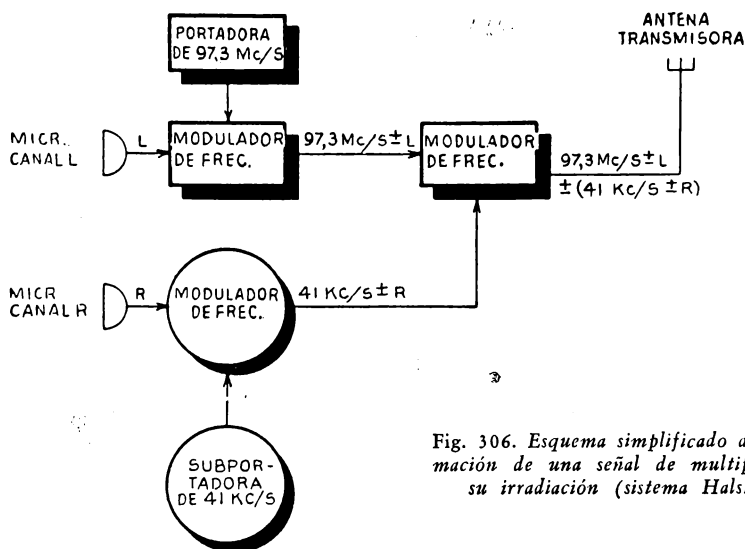 PORTADORA
DE 97,3 Mc/S
ANTENA
TRANSMISORA
MICR.
CANAL L
L
MODULADOR
DE FREC.
97,3 Mc/S ± L
MODULADOR
DE FREC.
97,3 Mc/S ± L
± (41 KC/S ± R)
MICR
CANAL R
R
MODULADOR
DE FREC.
41 KC/S ± R
SUBPOR-
TADORA
DE 41 KC/S
Fig. 306. Esquema simplificado
mación de una señal de
su irradiación (sistema